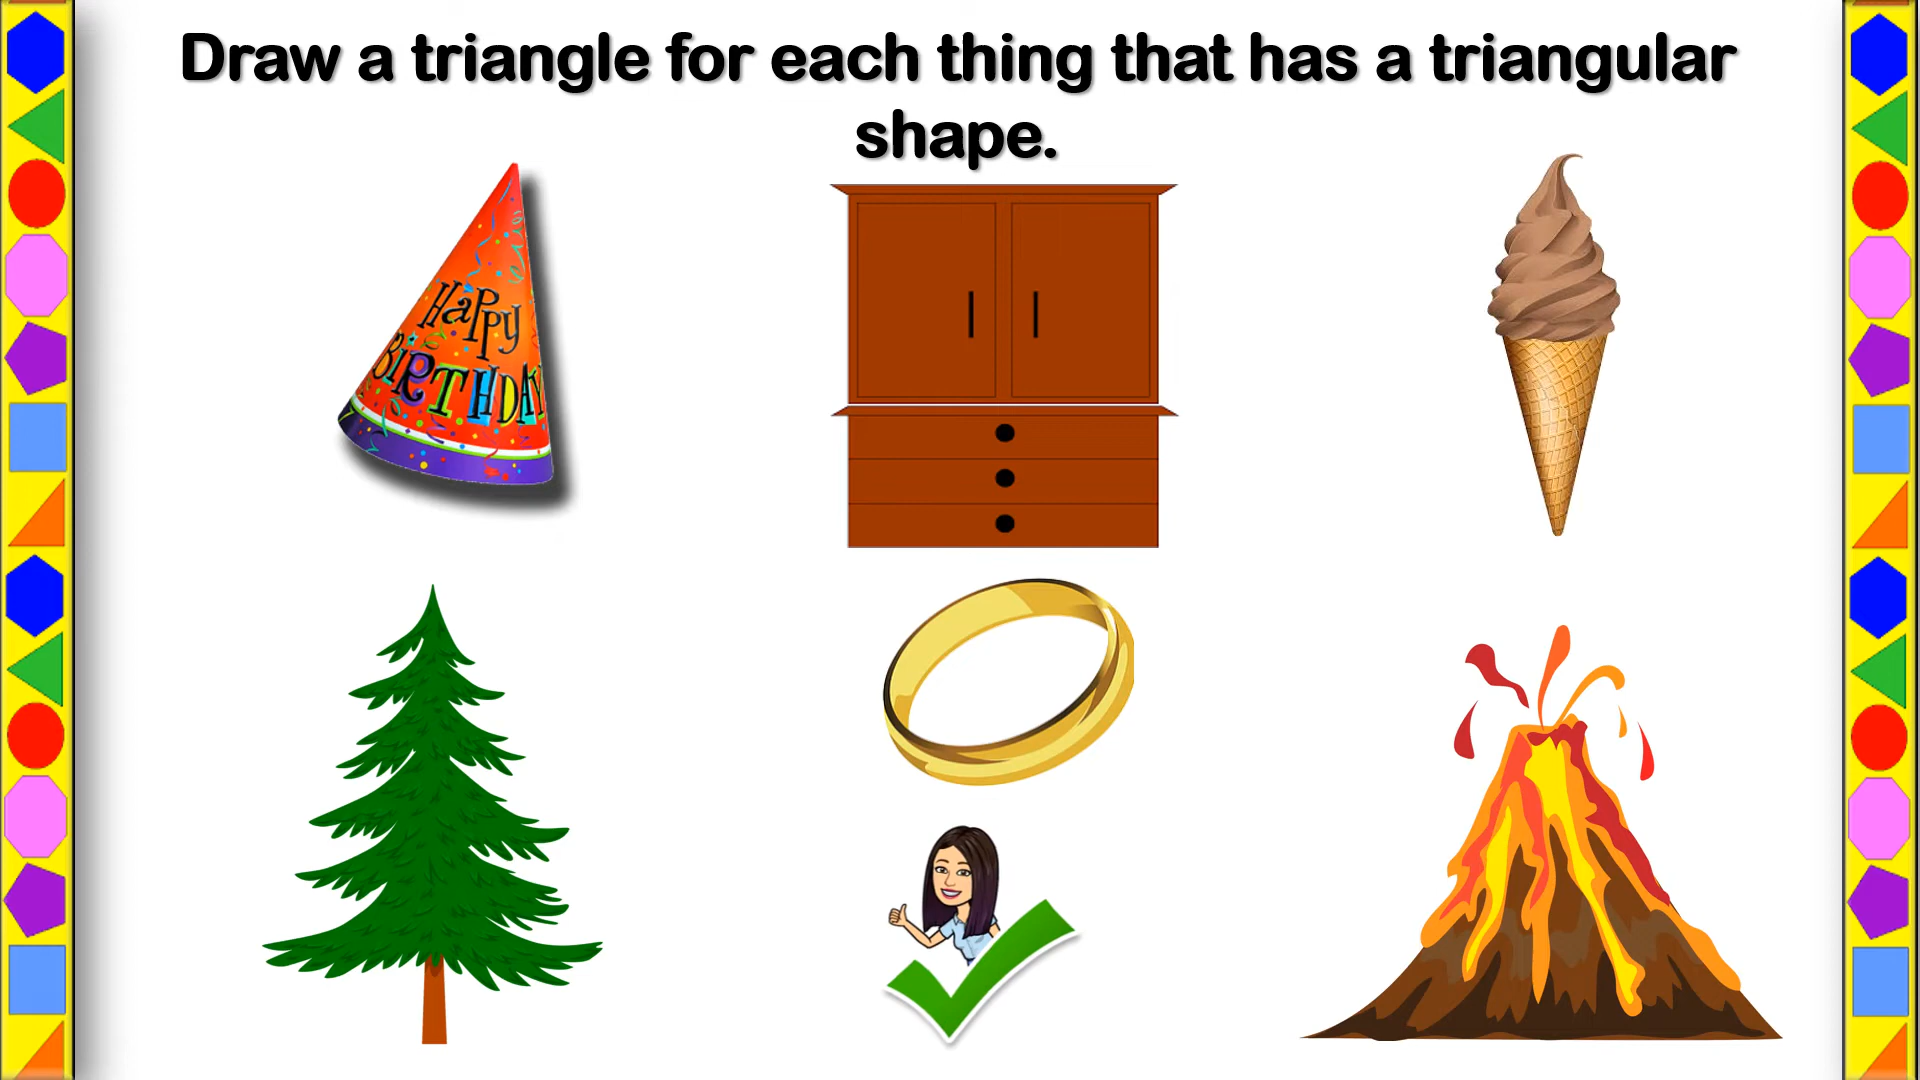 Draw a triangle for each thing that has a triangular
shape.
HaPPy
BIRTHDAY